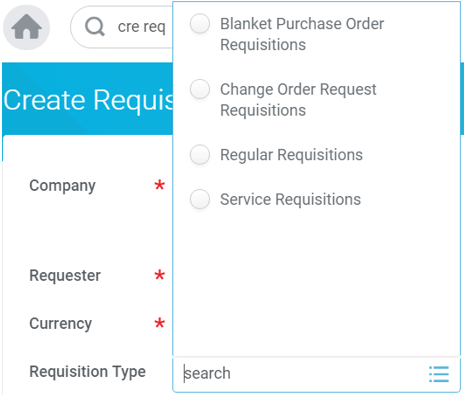 cre req
Create Requis
Company *
Requester *
Currency *
Requisition Type
Blanket Purchase Order
Requisitions
Change Order Request
Requisitions
Regular Requisitions
Service Requisitions
search